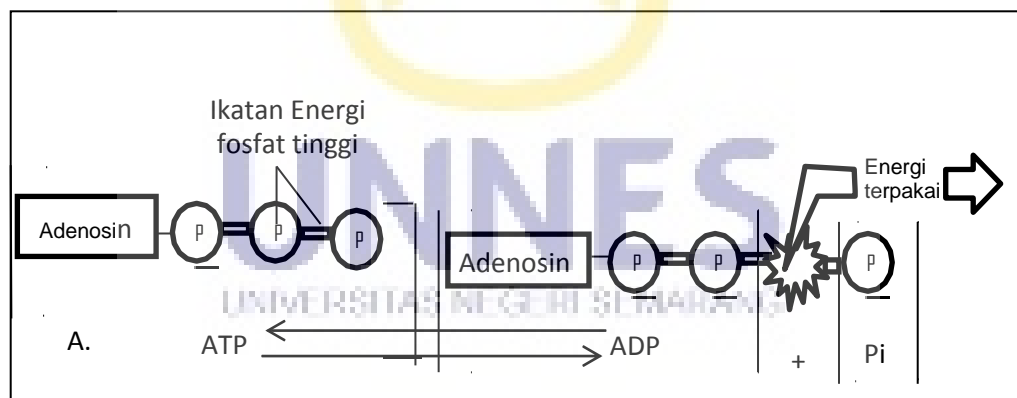 Ikatan Energi
fosfat tinggi
Energi
terpakai
Adenosin
P
P
P
Adenosin
P
P
P
UNNES
UNIVERSITAS NEGERI SEMARANG
A.
ATP
ADP
+
Pi